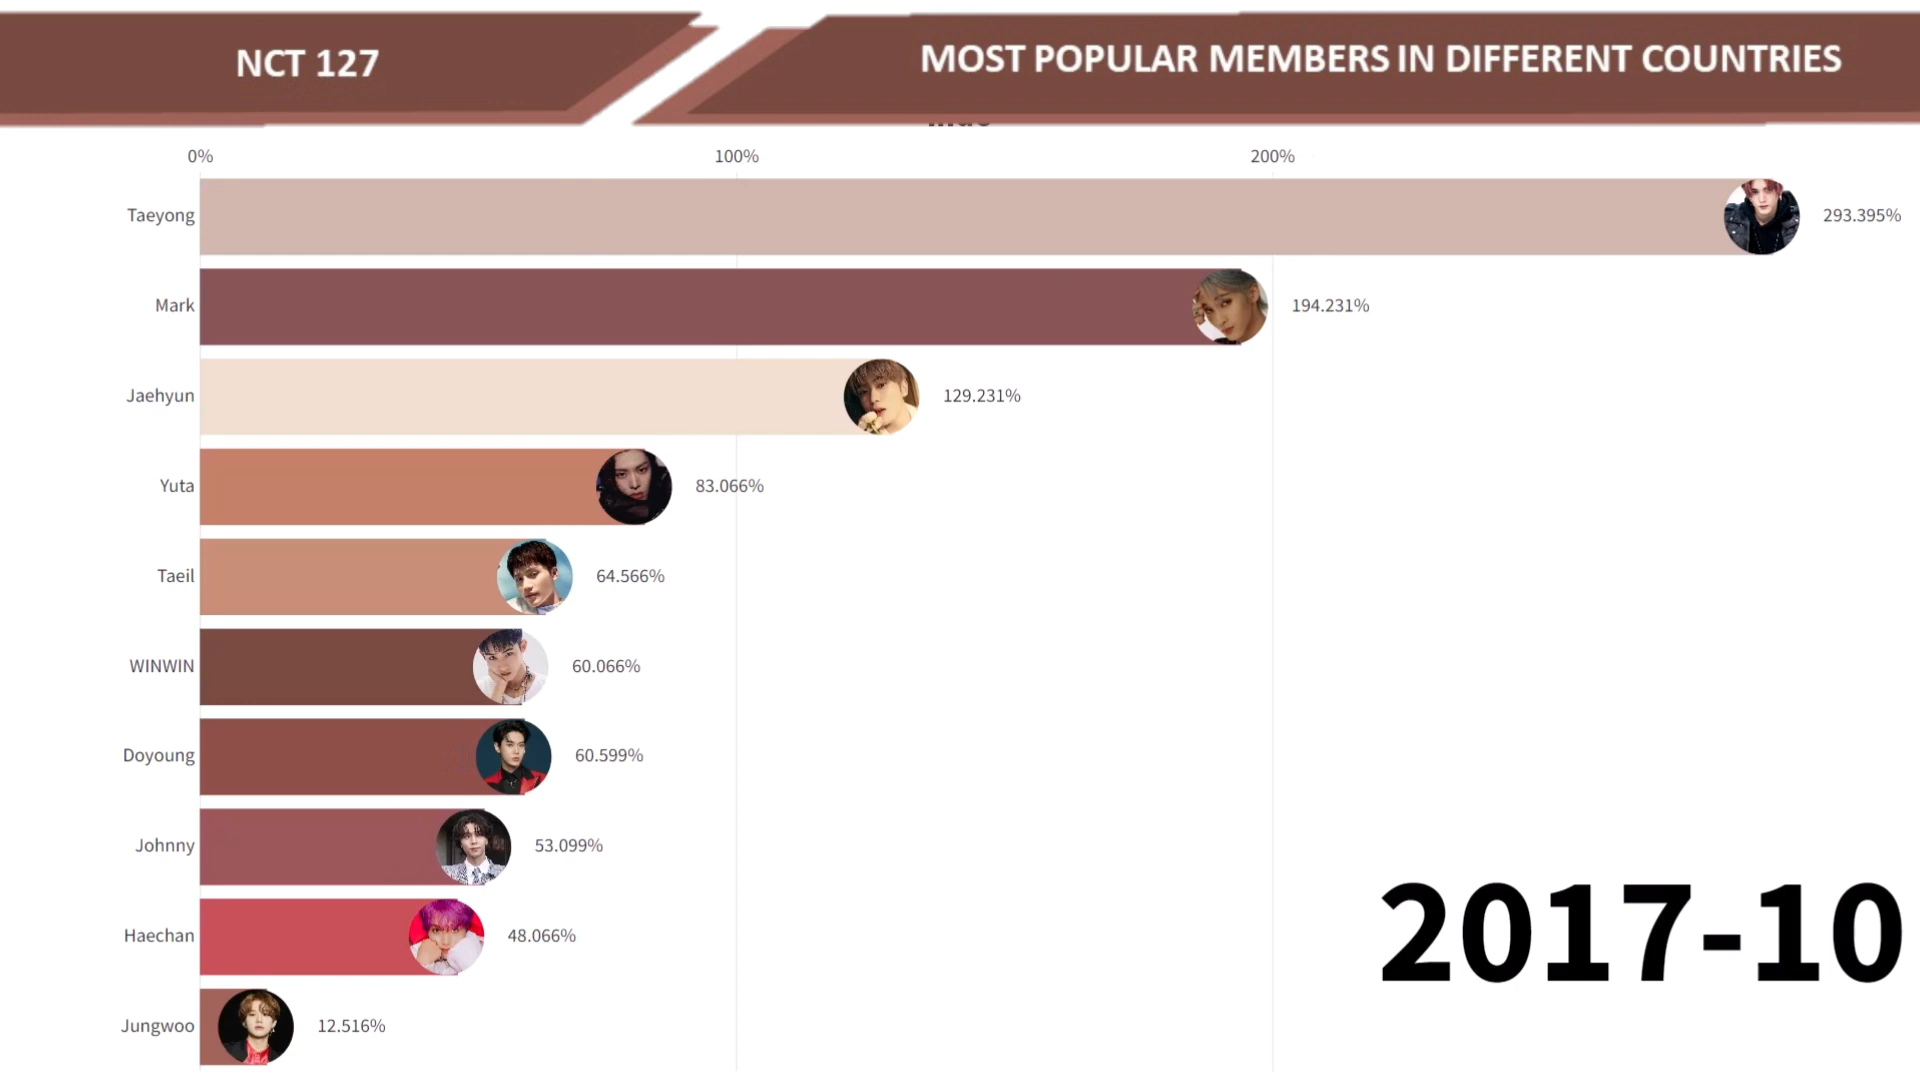 NCT 127
MOST POPULAR MEMBERS IN DIFFERENT COUNTRIES
0% 100% 200%
Taeyong 293.395%
Mark 194.231%
Jaehyun 129.231%
Yuta 83.066%
Taeil 64.566%
WINWIN 60.066%
Doyoung 60.599%
Johnny 53.099%
Haechan 48.066%
Jungwoo 12.516%
2017-10